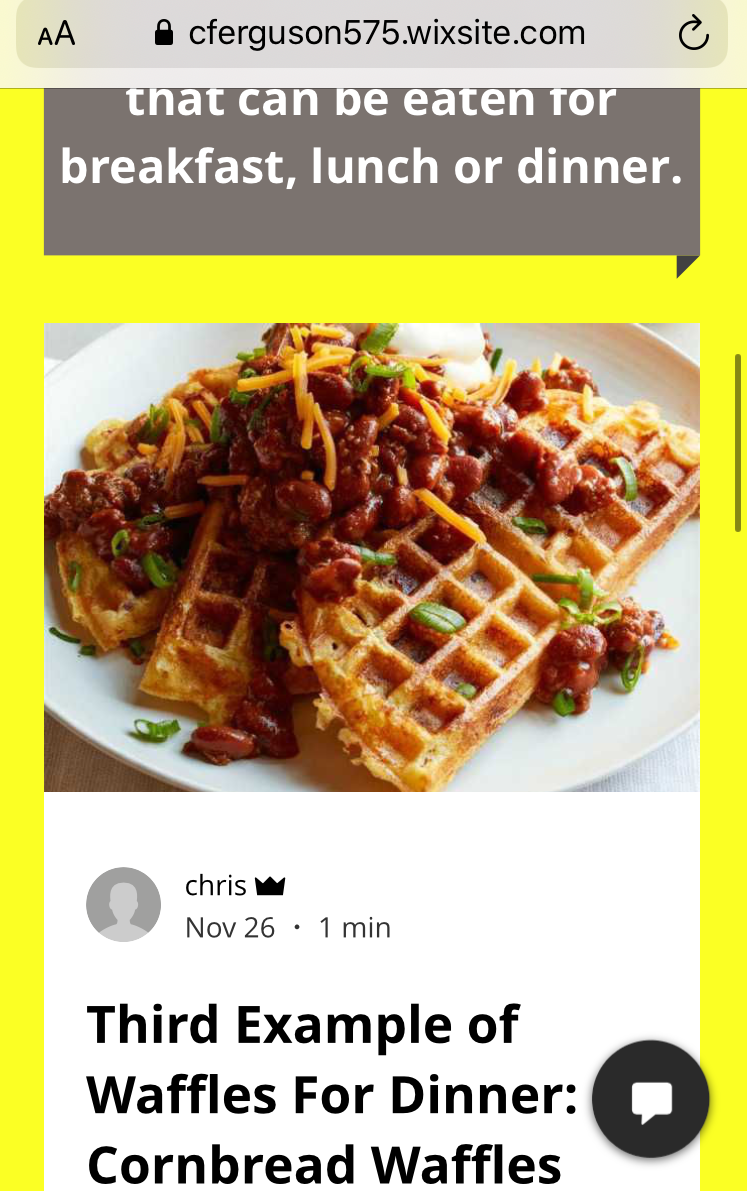 AA cferguson575.wixsite.com
that can be eaten for
breakfast, lunch or dinner.
chris
Nov 26 · 1 min
Third Example of
Waffles For Dinner:
Cornbread Waffles